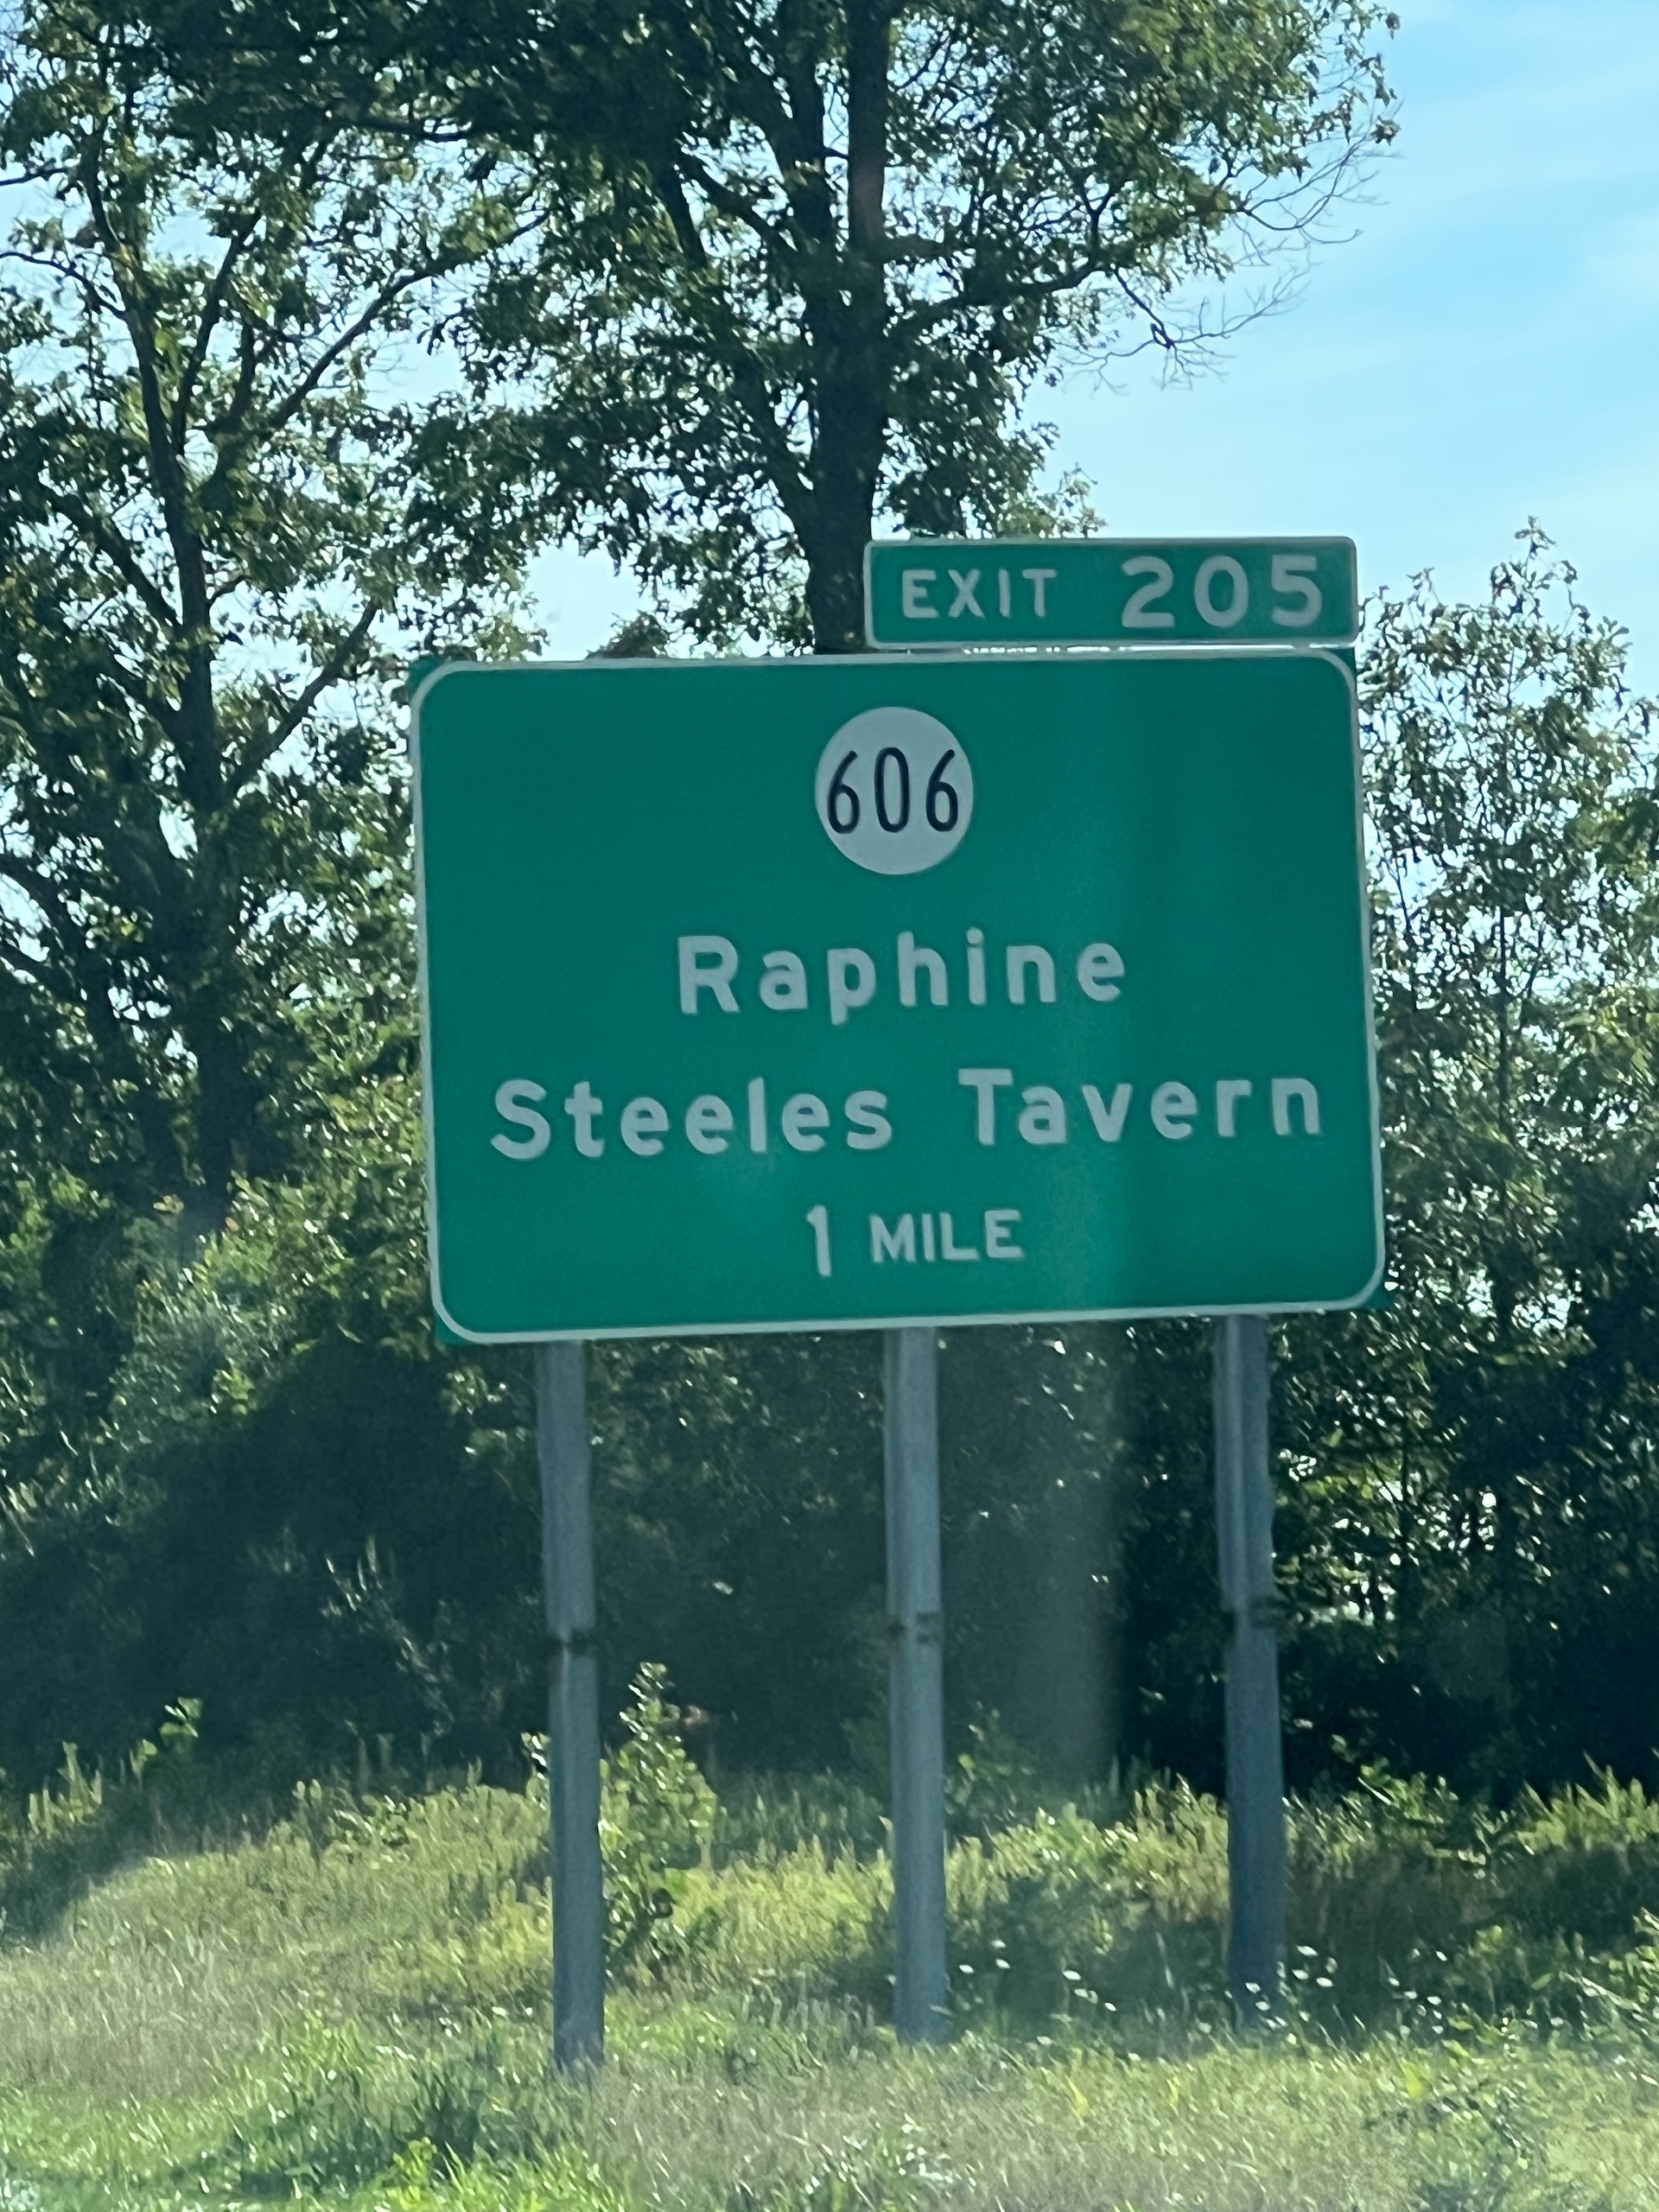 EXIT 205
606
Raphine
Steeles Tavern
1 MILE